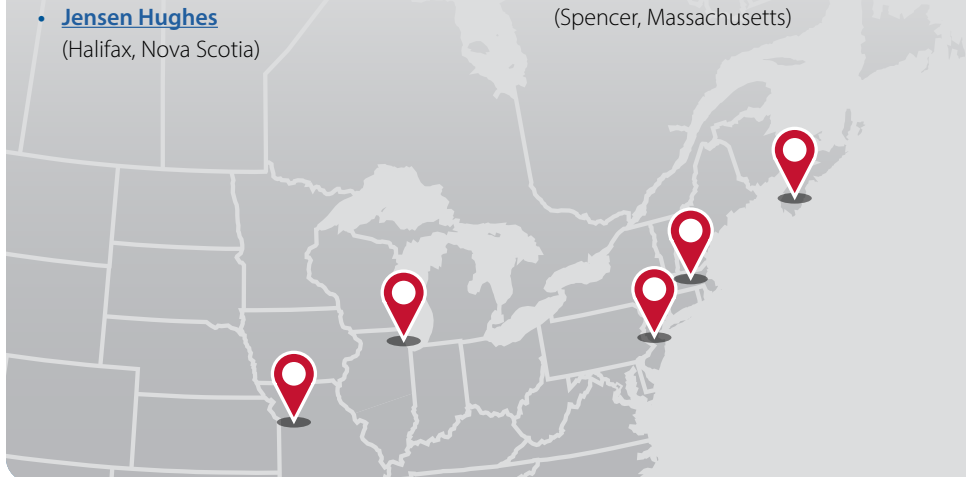 • Jensen Hughes
(Halifax, Nova Scotia)
(Spencer, Massachusetts)